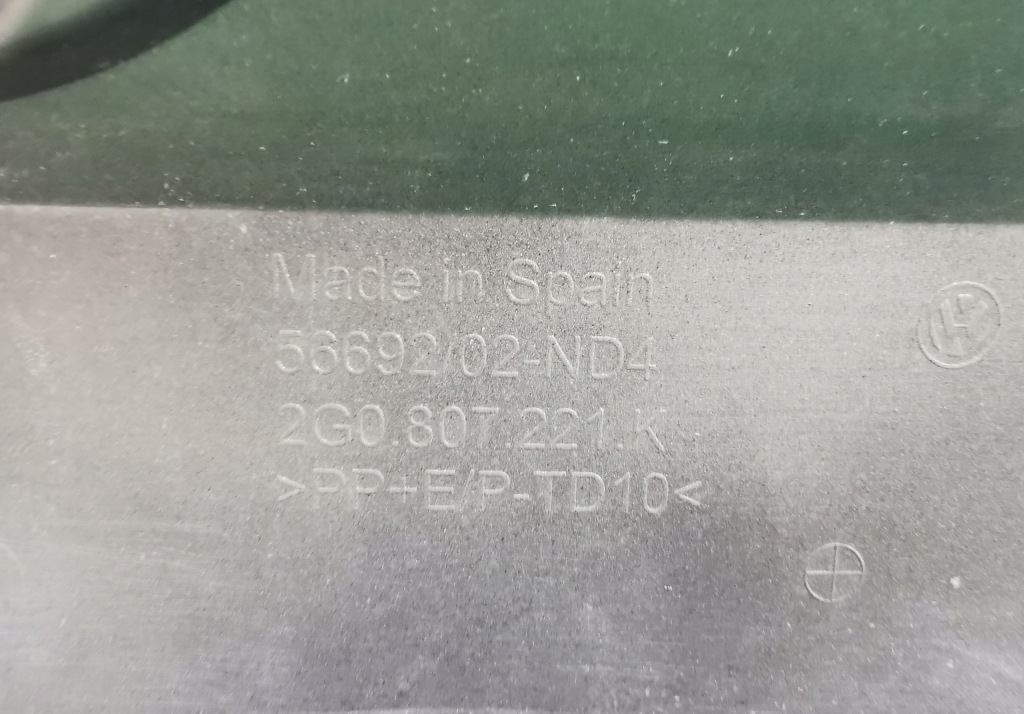 Made in Spain
56692/02-ND4
2G0.807.221.K
>PP+E/P-TD10<